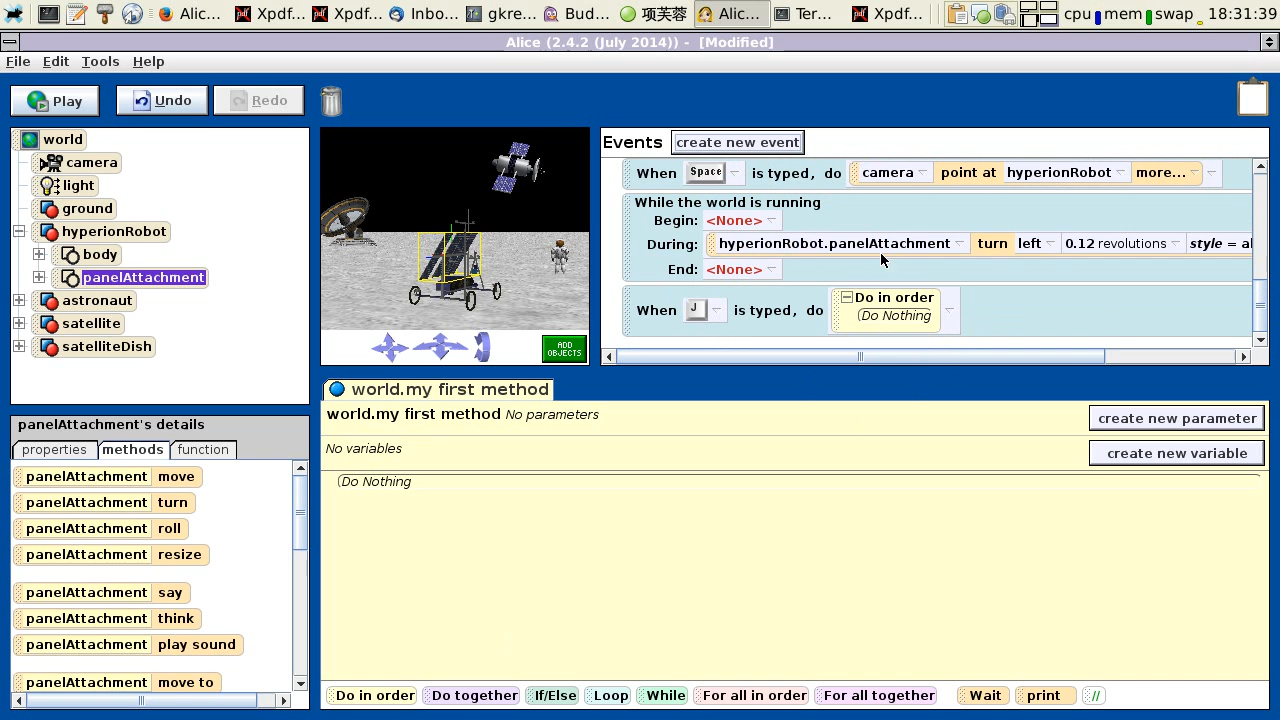 Alic... Xpdf... Xpdf... Inbo... gkre... Bud... 项芙蓉 Alic... Ter... Xpdf... cpu mem swap 18:31:39
Alice (2.4.2 (July 2014)) - [Modified]
File Edit Tools Help
Play Undo Redo
world
camera
light
ground
hyperionRobot
body
panelAttachment
astronaut
satellite
satelliteDish
ADD
OBJECTS
Events create new event
When Space is typed, do camera point at hyperionRobot more...
While the world is running
Begin: <None>
During: hyperionRobot.panelAttachment turn left 0.12 revolutions style = al
End: <None>
When J is typed, do Do in order
(Do Nothing
panelAttachment's details
properties methods function
panelAttachment move
panelAttachment turn
panelAttachment roll
panelAttachment resize
panelAttachment say
panelAttachment think
panelAttachment play sound
panelAttachment move to
world.my first method
world.my first method No parameters create new parameter
No variables create new variable
(Do Nothing
Do in order Do together If/Else Loop While For all in order For all together Wait print //